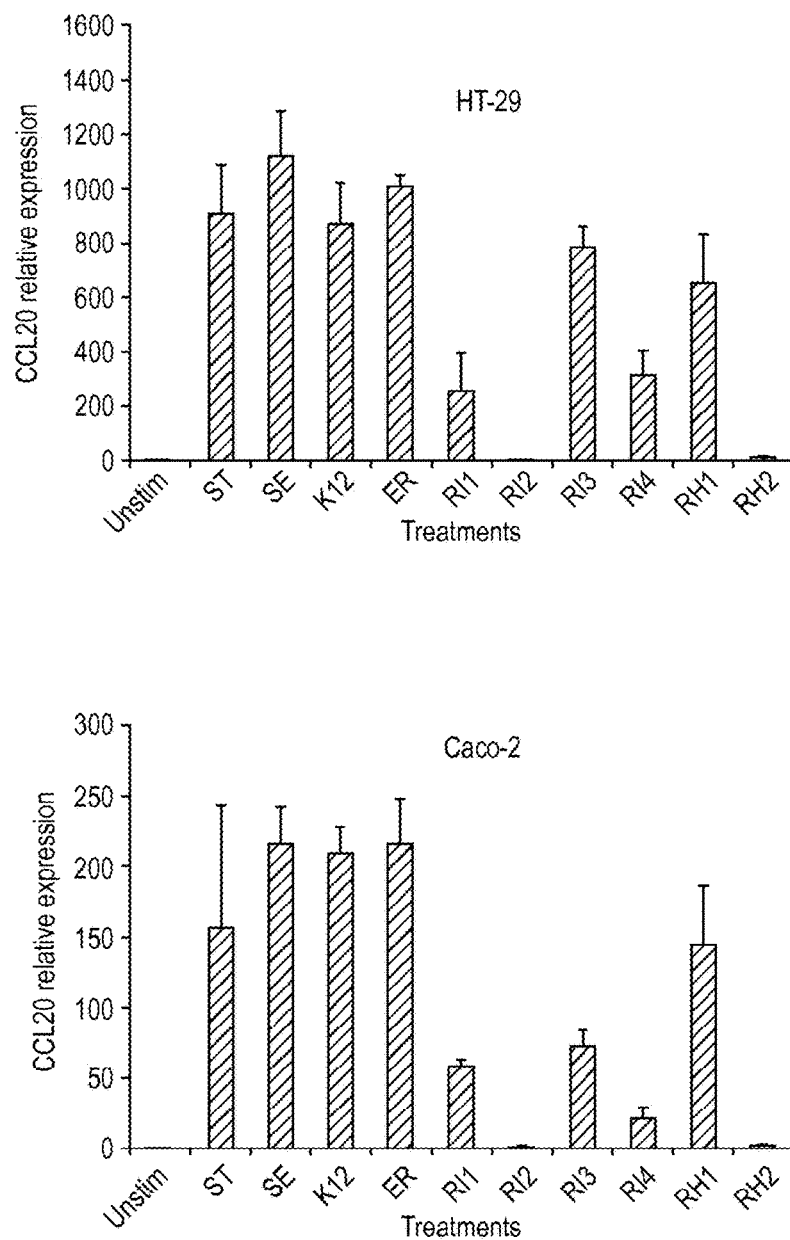 1600
1400
1200
1000
800
600
400
200
0
CCL20 relative expression
HT-29
Unstim ST SE K12 ER RI1 RI2 RI3 RI4 RH1 RH2
Treatments
300
250
200
150
100
50
0
CCL20 relative expression
Caco-2
Unstim ST SE K12 ER RI1 RI2 RI3 RI4 RH1 RH2
Treatments